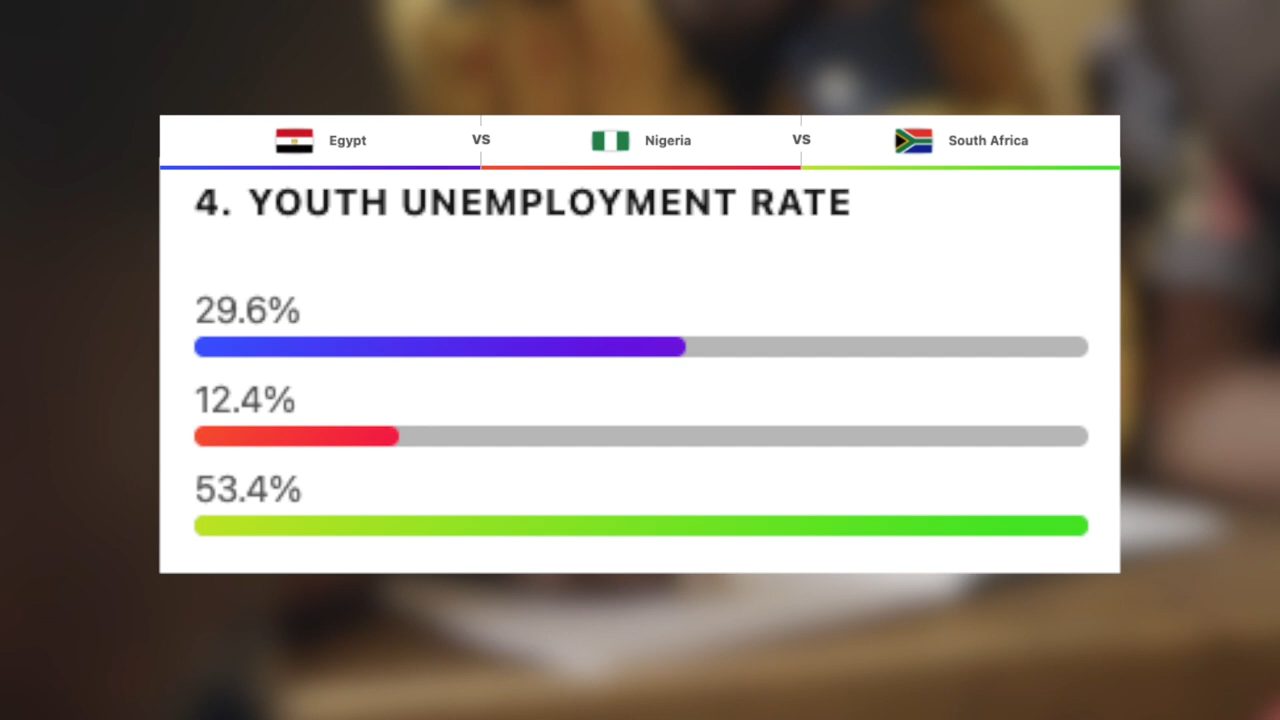 Egypt VS Nigeria VS South Africa
4. YOUTH UNEMPLOYMENT RATE
29.6%
12.4%
53.4%